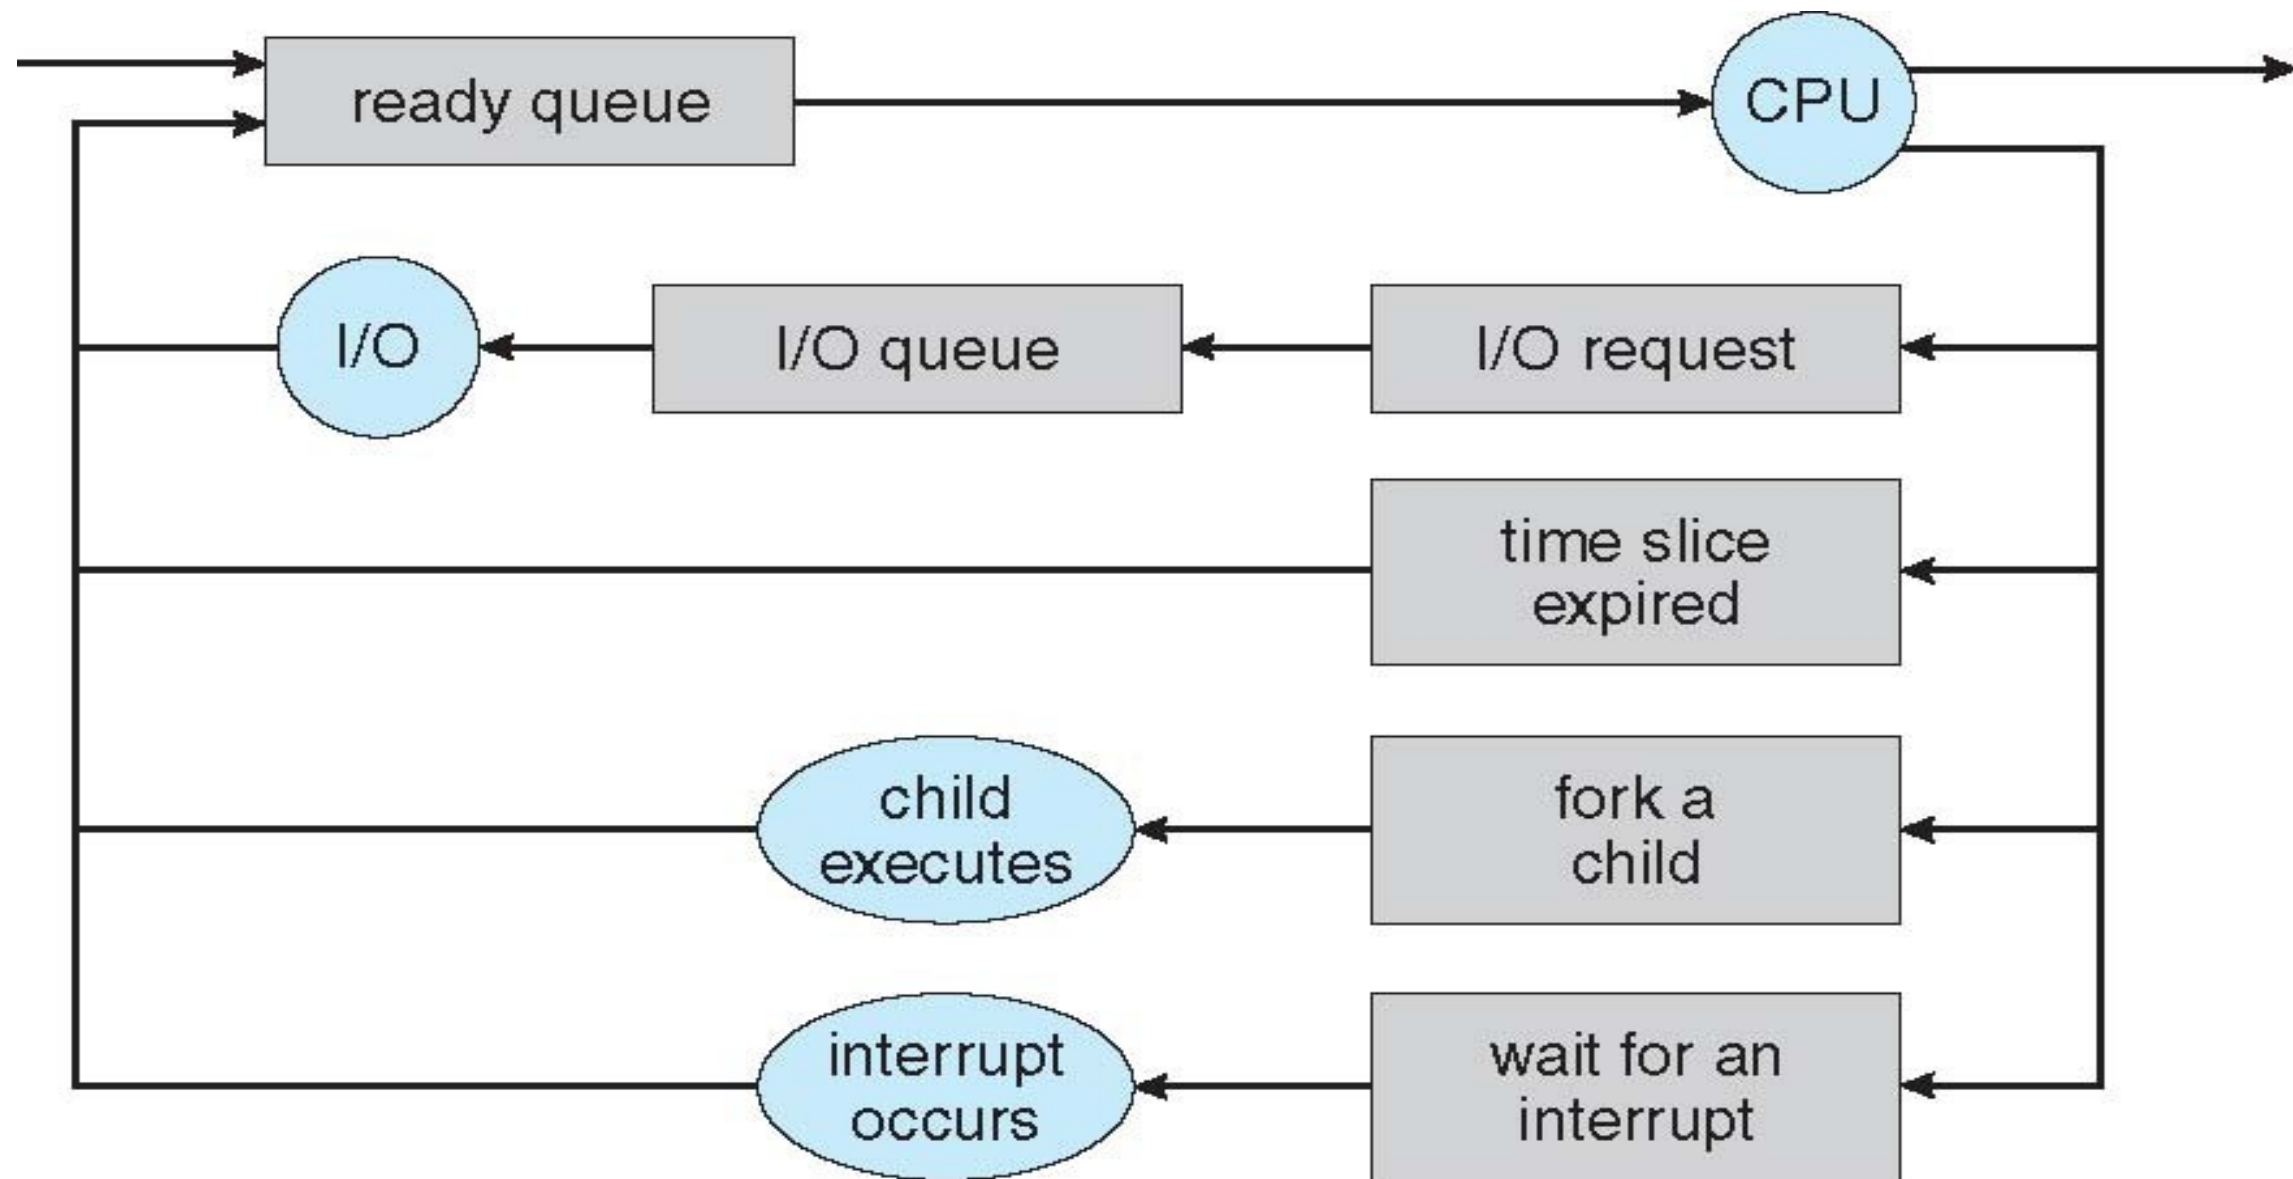 ready queue
CPU
I/O
I/O queue
I/O request
time slice
expired
child
executes
fork a
child
interrupt
occurs
wait for an
interrupt